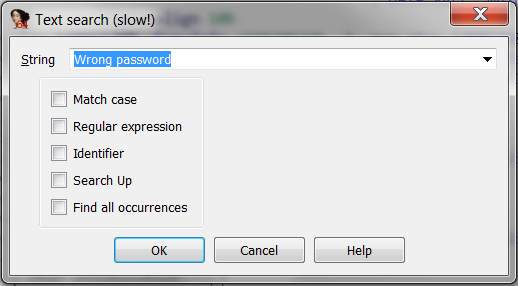 Text search (slow!)
String Wrong password
Match case
Regular expression
Identifier
Search Up
Find all occurrences
OK Cancel Help